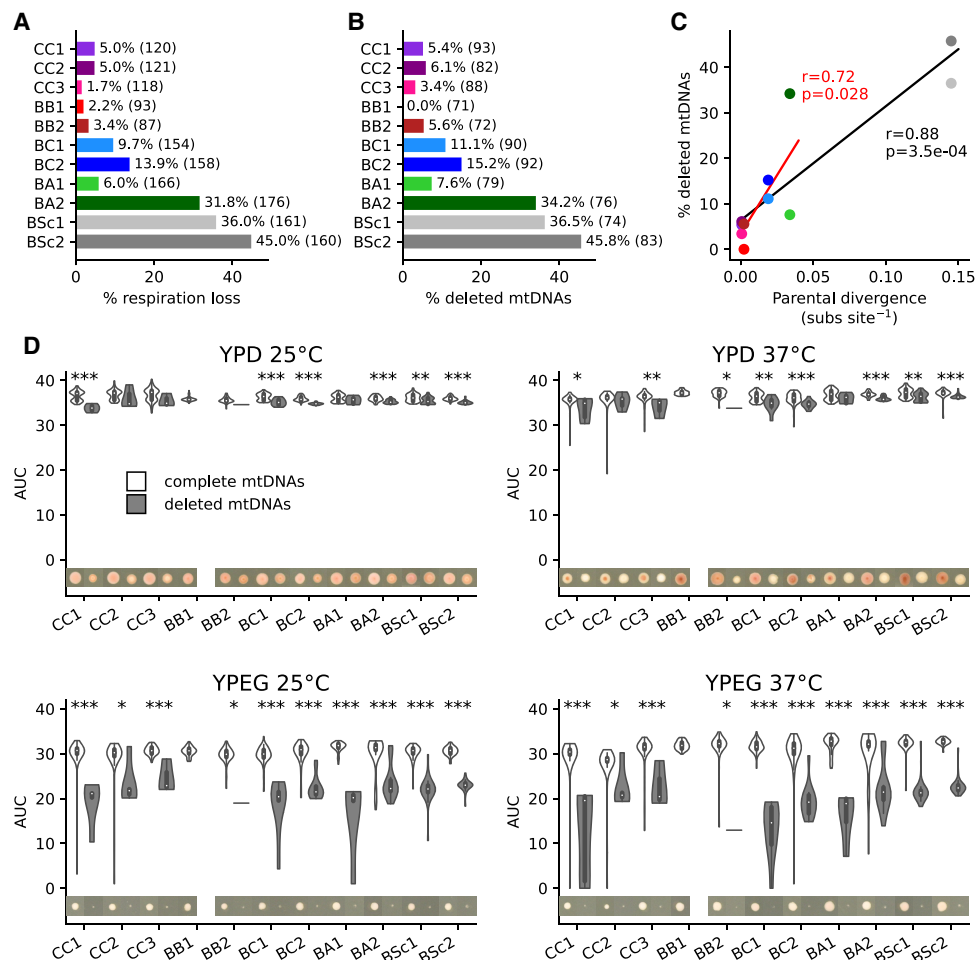 A
CC1 5.0% (120)
CC2 5.0% (121)
CC3 1.7% (118)
BB1 2.2% (93)
BB2 3.4% (87)
BC1 9.7% (154)
BC2 13.9% (158)
BA1 6.0% (166)
BA2 31.8% (176)
BSc1 36.0% (161)
BSc2 45.0% (160)
0 20 40
% respiration loss
B
CC1 5.4% (93)
CC2 6.1% (82)
CC3 3.4% (88)
BB1 0.0% (71)
BB2 5.6% (72)
BC1 11.1% (90)
BC2 15.2% (92)
BA1 7.6% (79)
BA2 34.2% (76)
BSc1 36.5% (74)
BSc2 45.8% (83)
0 20 40
% deleted mtDNAs
C
% deleted mtDNAs
40
30
20
10
0
r=0.72
p=0.028
r=0.88
p=3.5e-04
0.00 0.05 0.10 0.15
Parental divergence
(subs site⁻¹)
D
YPD 25°C
*** *** *** *** ** ***
AUC
40
30
20
10
0
complete mtDNAs
deleted mtDNAs
CC1 CC2 CC3 BB1 BB2 BC1 BC2 BA1 BA2 BSc1 BSc2
YPD 37°C
* ** * ** *** *** ** ***
AUC
40
30
20
10
0
CC1 CC2 CC3 BB1 BB2 BC1 BC2 BA1 BA2 BSc1 BSc2
YPEG 25°C
*** * *** * *** *** *** *** *** ***
AUC
40
30
20
10
0
CC1 CC2 CC3 BB1 BB2 BC1 BC2 BA1 BA2 BSc1 BSc2
YPEG 37°C
*** * *** * *** *** *** *** *** ***
AUC
40
30
20
10
0
CC1 CC2 CC3 BB1 BB2 BC1 BC2 BA1 BA2 BSc1 BSc2